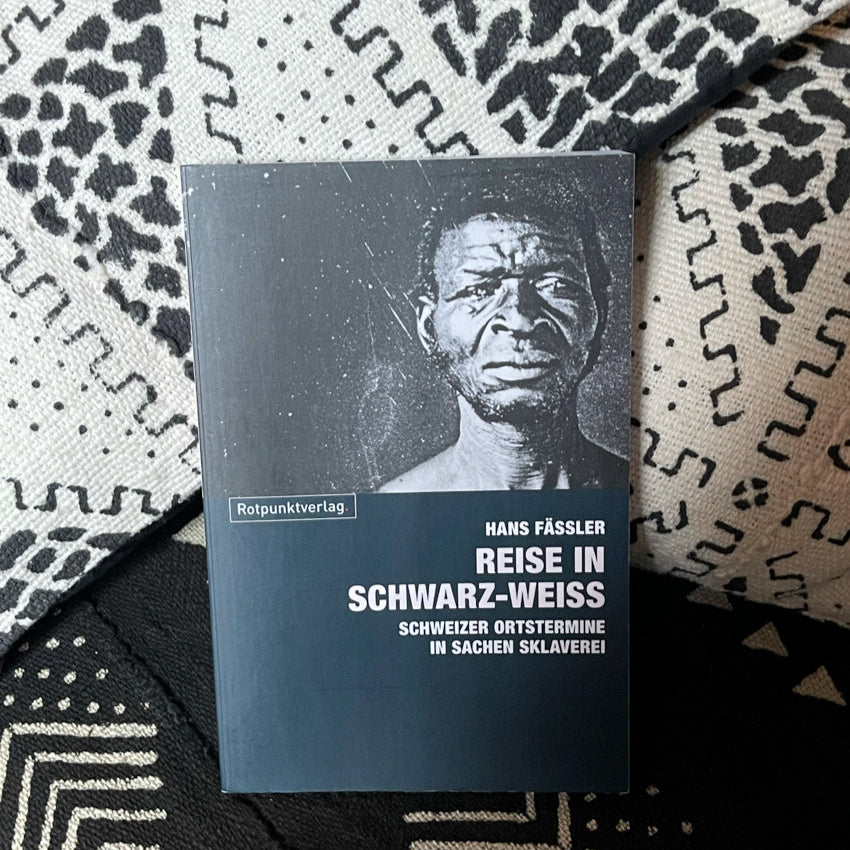 Rotpunktverlag.
HANS FÄSSLER
REISE IN
SCHWARZ-WEISS
SCHWEIZER ORTSTERMINE
IN SACHEN SKLAVEREI